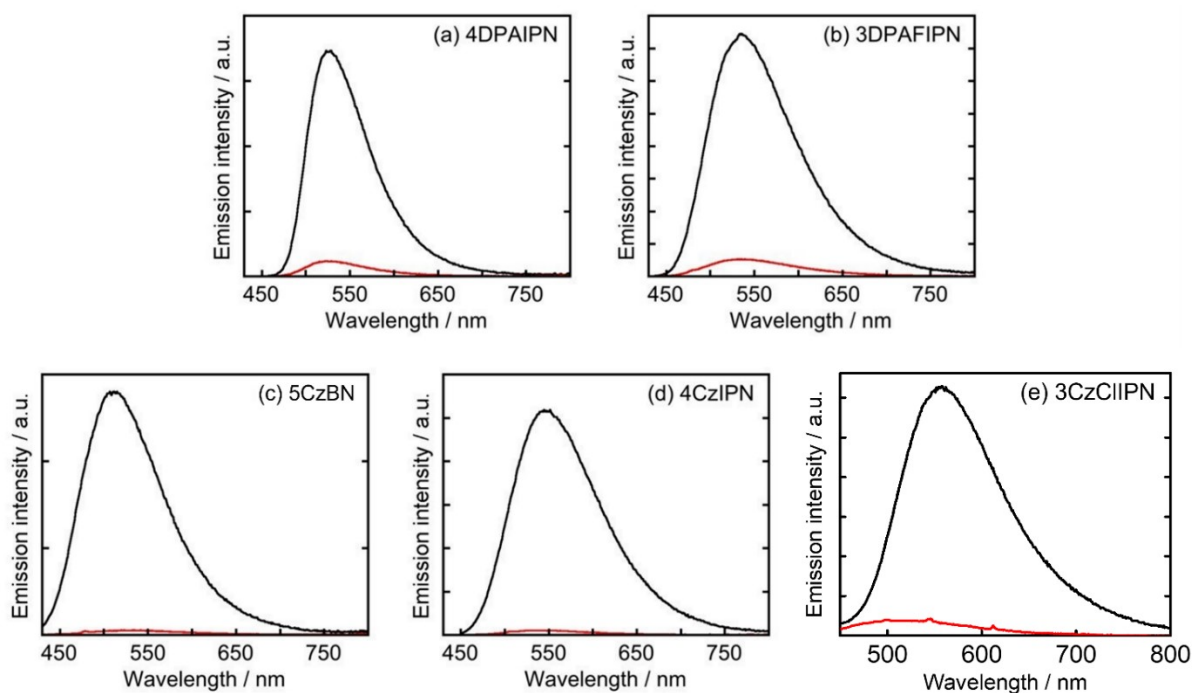 (a) 4DPAIPN
Emission intensity / a.u.
450 550 650 750
Wavelength / nm
(b) 3DPAFIPN
Emission intensity / a.u.
450 550 650 750
Wavelength / nm
(c) 5CzBN
Emission intensity / a.u.
450 550 650 750
Wavelength / nm
(d) 4CzIPN
Emission intensity / a.u.
450 550 650 750
Wavelength / nm
(e) 3CzClIPN
Emission intensity / a.u.
500 600 700 800
Wavelength / nm